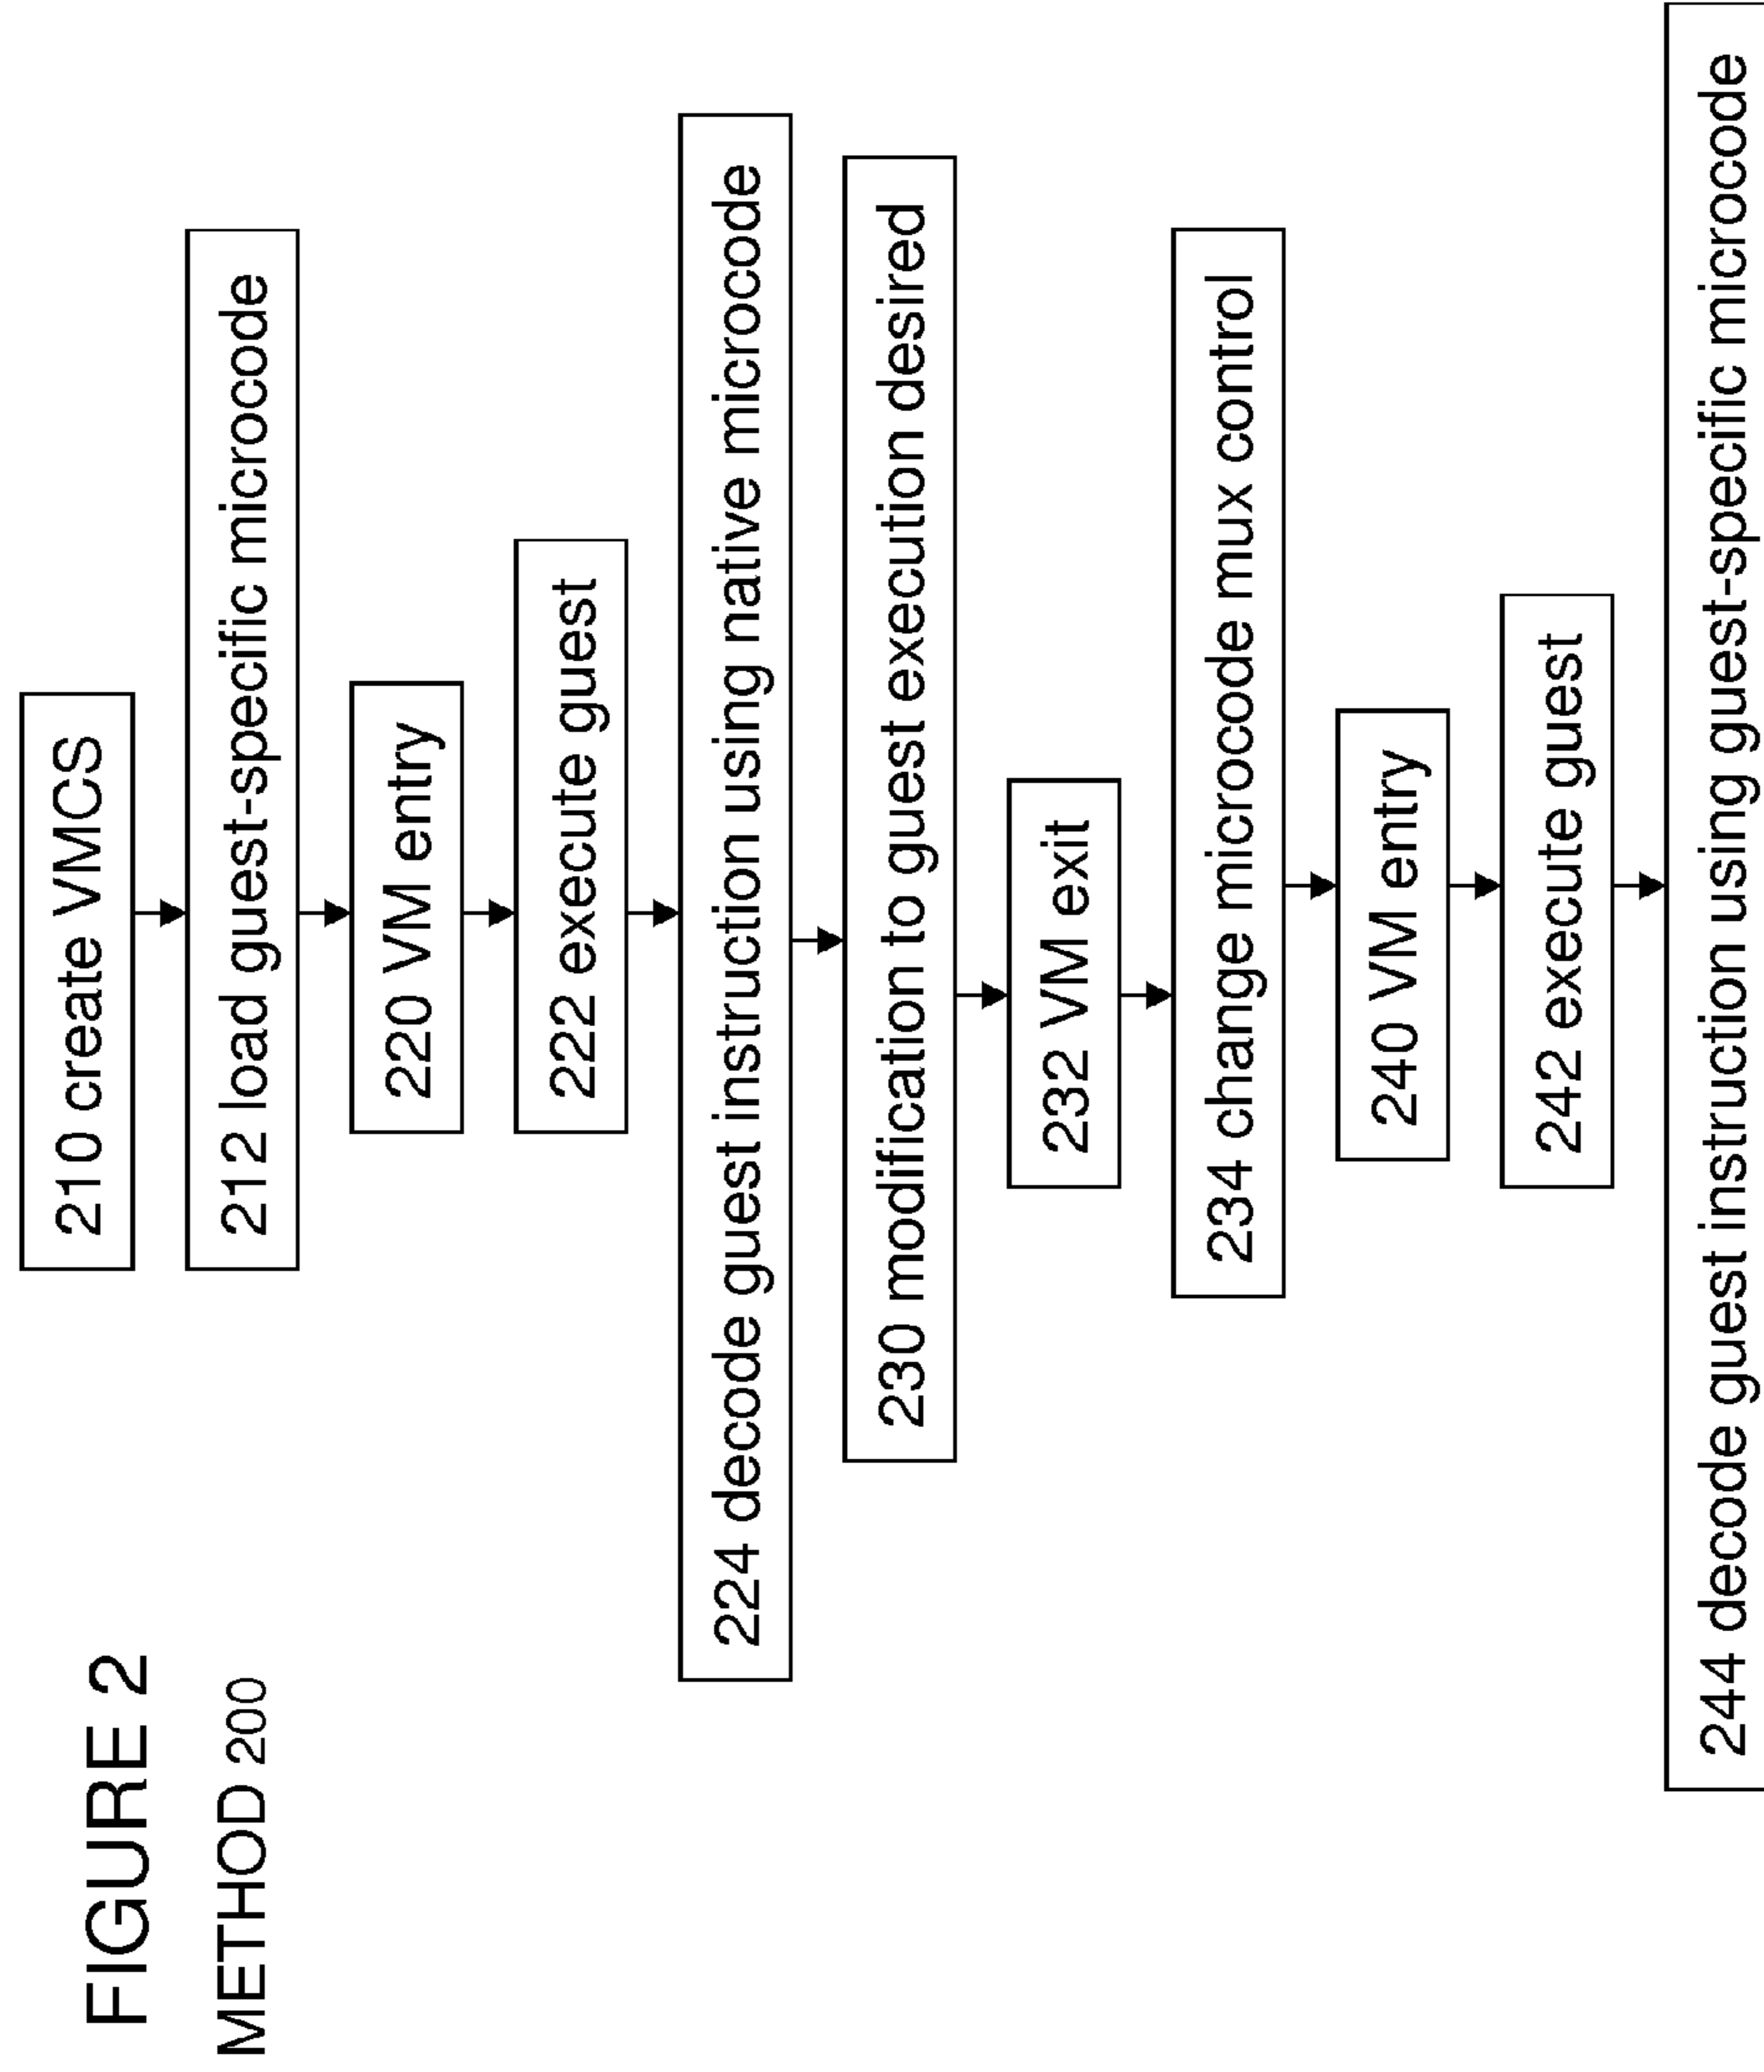 FIGURE 2
METHOD 200
210 create VMCS
212 load guest-specific microcode
220 VM entry
222 execute guest
224 decode guest instruction using native microcode
230 modification to guest execution desired
232 VM exit
234 change microcode mux control
240 VM entry
242 execute guest
244 decode guest instruction using guest-specific microcode